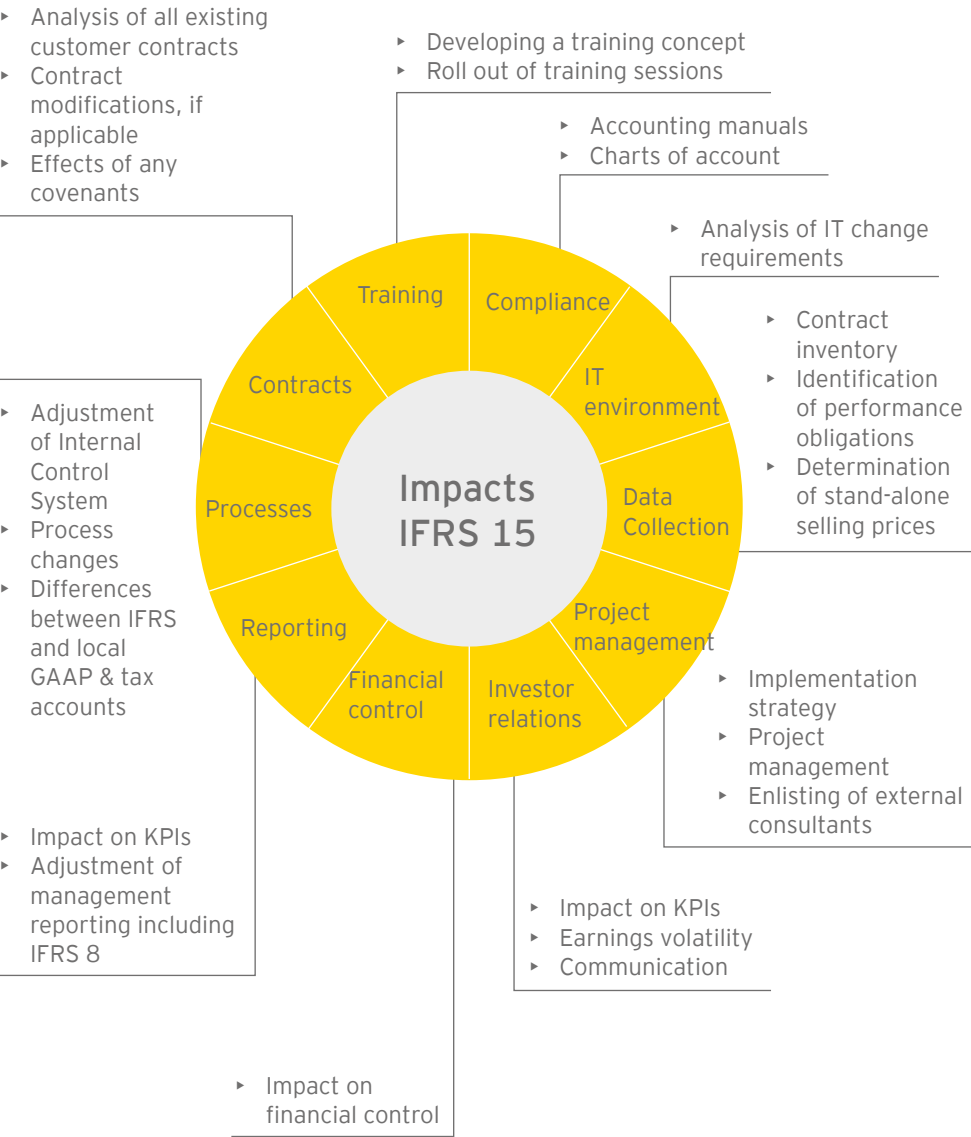 ▸ Analysis of all existing
customer contracts
▸ Contract
modifications, if
applicable
▸ Effects of any
covenants
▸ Developing a training concept
▸ Roll out of training sessions
▸ Accounting manuals
▸ Charts of account
▸ Analysis of IT change
requirements
▸ Contract
inventory
▸ Identification
of performance
obligations
▸ Determination
of stand-alone
selling prices
▸ Adjustment
of Internal
Control
System
▸ Process
changes
▸ Differences
between IFRS
and local
GAAP & tax
accounts
Training
Compliance
Contracts
IT
environment
Processes
Impacts
IFRS 15
Data
Collection
Reporting
Project
management
Financial
control
Investor
relations
▸ Implementation
strategy
▸ Project
management
▸ Enlisting of external
consultants
▸ Impact on KPIs
▸ Adjustment of
management
reporting including
IFRS 8
▸ Impact on KPIs
▸ Earnings volatility
▸ Communication
▸ Impact on
financial control